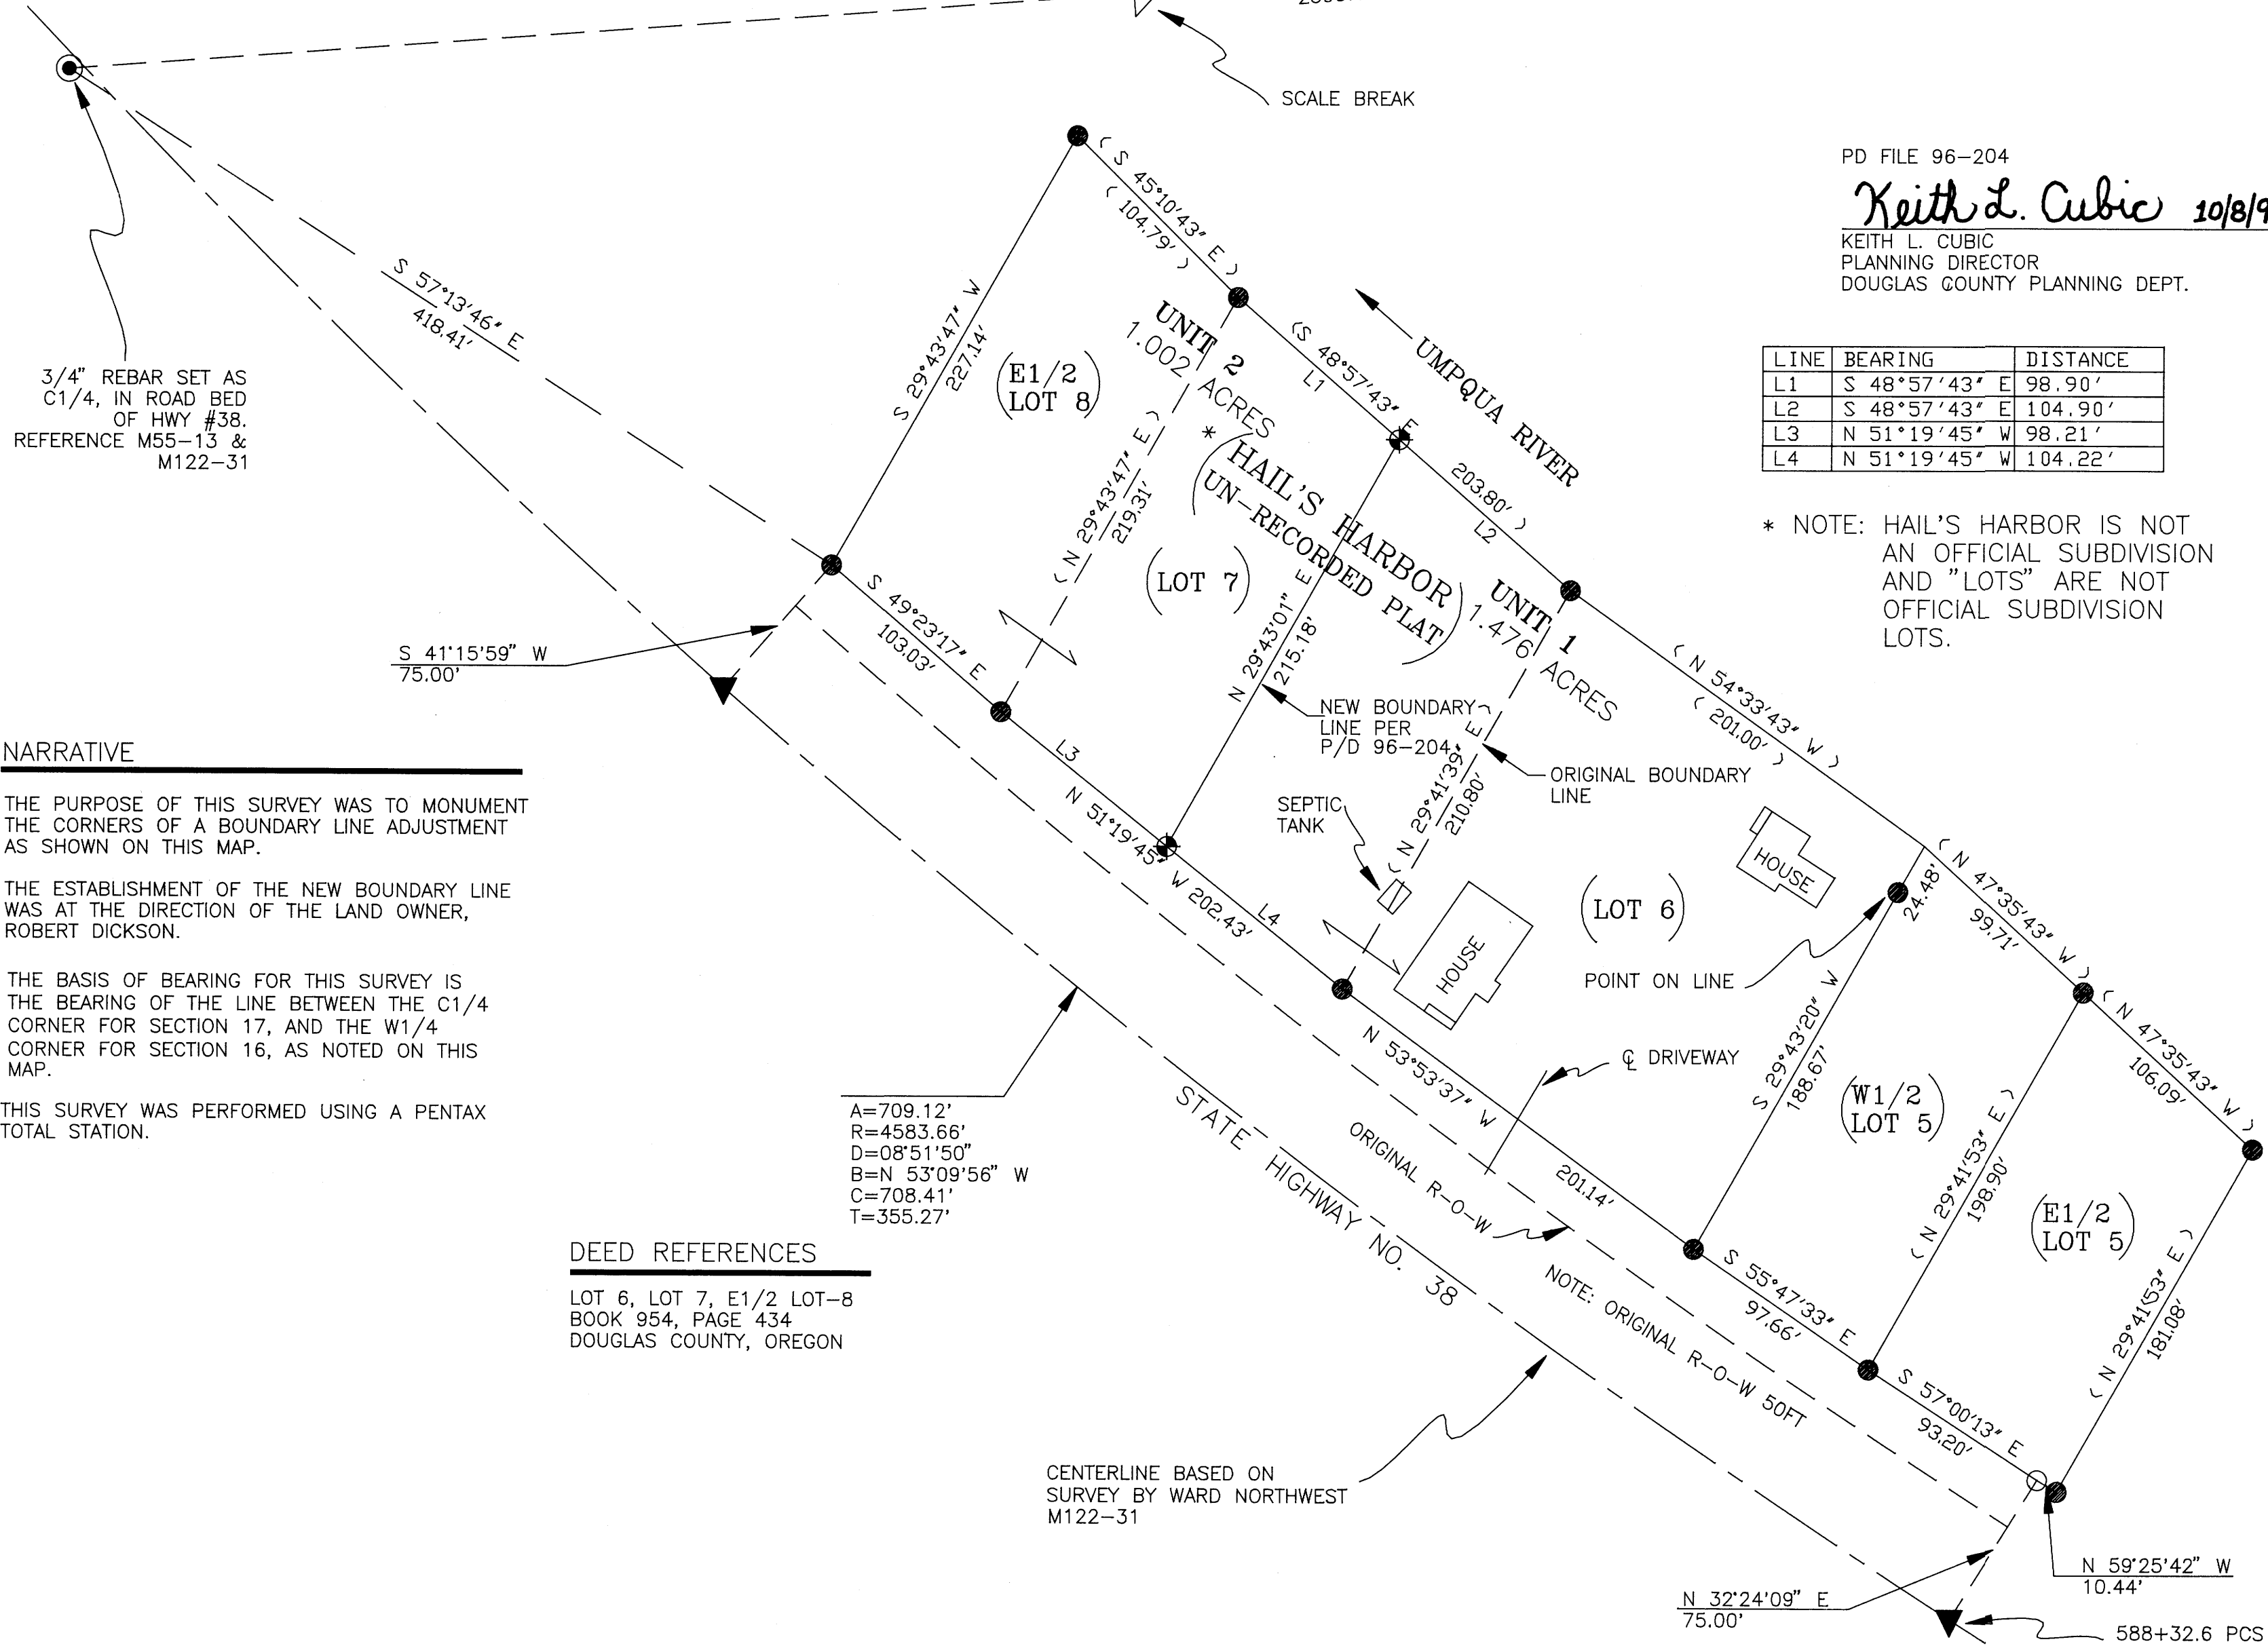 SCALE BREAK
PD FILE 96-204
Keith L. Cubic 10/8/9
KEITH L. CUBIC
PLANNING DIRECTOR
DOUGLAS COUNTY PLANNING DEPT.
LINE BEARING DISTANCE
L1 S 48°57'43" E 98.90'
L2 S 48°57'43" E 104.90'
L3 N 51°19'45" W 98.21'
L4 N 51°19'45" W 104.22'
* NOTE: HAIL'S HARBOR IS NOT
AN OFFICIAL SUBDIVISION
AND "LOTS" ARE NOT
OFFICIAL SUBDIVISION
LOTS.
3/4" REBAR SET AS
C1/4, IN ROAD BED
OF HWY #38.
REFERENCE M55-13 &
M122-31
S 57°13'46" E
418.41'
S 29°43'47" W
227.14'
( S 45°10'43" E )
( 104.79' )
(E1/2
LOT 8)
UNIT 2
1.002 ACRES
*
(S 48°57'43" E
L1
203.80' )
L2
UMPQUA RIVER
( N 29°43'47" E )
219.31'
(HAIL'S HARBOR
UN-RECORDED PLAT)
(LOT 7)
UNIT 1
1.476 ACRES
N 29°43'01" E
215.18'
NEW BOUNDARY
LINE PER
P/D 96-204
( N 29°41'39" E )
210.80'
ORIGINAL BOUNDARY
LINE
( N 54°33'43" W )
( 201.00' )
S 41°15'59" W
75.00'
S 49°23'17" E
103.03'
L3
N 51°19'45" W 202.43'
L4
SEPTIC
TANK
HOUSE
HOUSE
(LOT 6)
POINT ON LINE
24.48'
( N 47°35'43" W )
99.71'
( N 47°35'43" W )
106.09'
S 29°43'20" W
188.67'
(W1/2
LOT 5)
( N 29°41'53" E )
198.90'
(E1/2
LOT 5)
( N 29°41'53" E )
181.08'
℄ DRIVEWAY
N 53°53'37" W
201.14'
S 55°47'33" E
97.66'
S 57°00'13" E
93.20'
NARRATIVE
THE PURPOSE OF THIS SURVEY WAS TO MONUMENT
THE CORNERS OF A BOUNDARY LINE ADJUSTMENT
AS SHOWN ON THIS MAP.
THE ESTABLISHMENT OF THE NEW BOUNDARY LINE
WAS AT THE DIRECTION OF THE LAND OWNER,
ROBERT DICKSON.
THE BASIS OF BEARING FOR THIS SURVEY IS
THE BEARING OF THE LINE BETWEEN THE C1/4
CORNER FOR SECTION 17, AND THE W1/4
CORNER FOR SECTION 16, AS NOTED ON THIS
MAP.
THIS SURVEY WAS PERFORMED USING A PENTAX
TOTAL STATION.
A=709.12'
R=4583.66'
D=08°51'50"
B=N 53°09'56" W
C=708.41'
T=355.27'
STATE HIGHWAY NO. 38
ORIGINAL R-O-W
NOTE: ORIGINAL R-O-W 50FT
DEED REFERENCES
LOT 6, LOT 7, E1/2 LOT-8
BOOK 954, PAGE 434
DOUGLAS COUNTY, OREGON
CENTERLINE BASED ON
SURVEY BY WARD NORTHWEST
M122-31
N 59°25'42" W
10.44'
N 32°24'09" E
75.00'
588+32.6 PCS